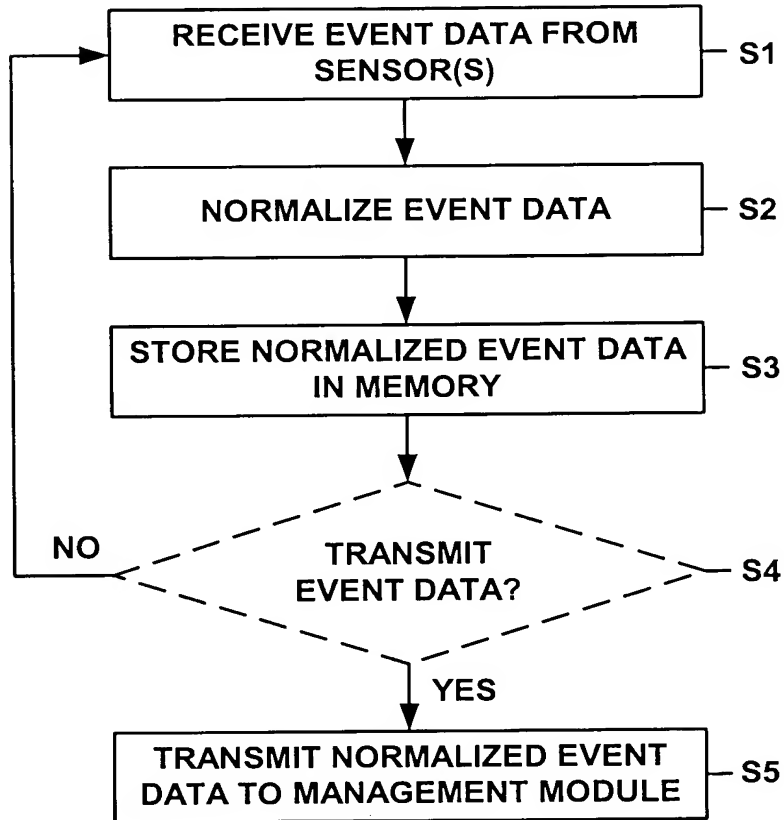 RECEIVE EVENT DATA FROM
SENSOR(S)
S1
NORMALIZE EVENT DATA
S2
STORE NORMALIZED EVENT DATA
IN MEMORY
S3
NO
TRANSMIT
EVENT DATA?
S4
YES
TRANSMIT NORMALIZED EVENT
DATA TO MANAGEMENT MODULE
S5